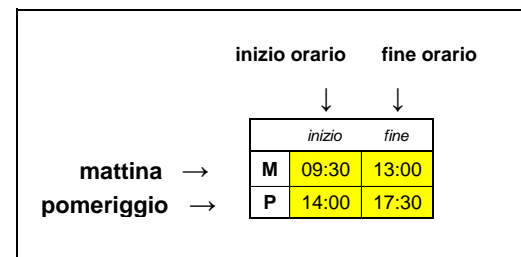 inizio orario fine orario
↓ ↓
inizio fine
mattina → M 09:30 13:00
pomeriggio → P 14:00 17:30